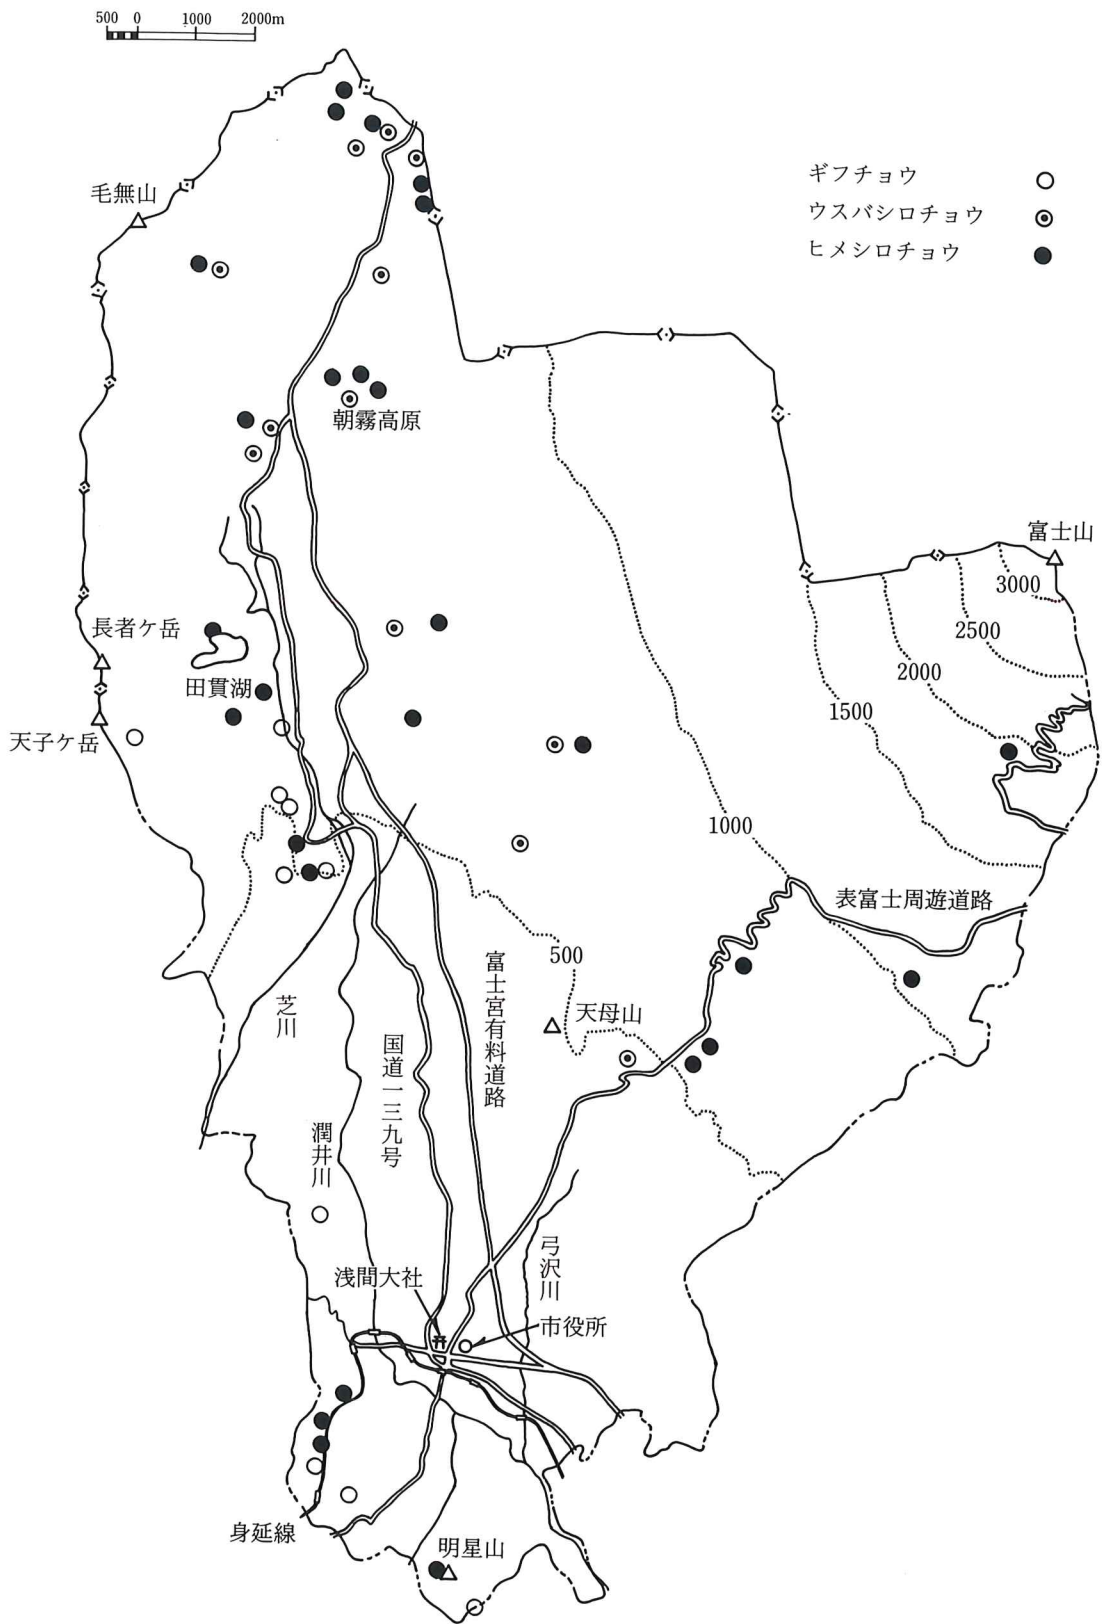 500 0 1000 2000m
ギフチョウ
ウスバシロチョウ
ヒメシロチョウ
毛無山
朝霧高原
富士山
3000
2500
2000
1500
1000
500
長者ケ岳
田貫湖
天子ケ岳
表富士周遊道路
天母山
富士宮有料道路
芝川
国道一三九号
潤井川
弓沢川
浅間大社
市役所
身延線
明星山